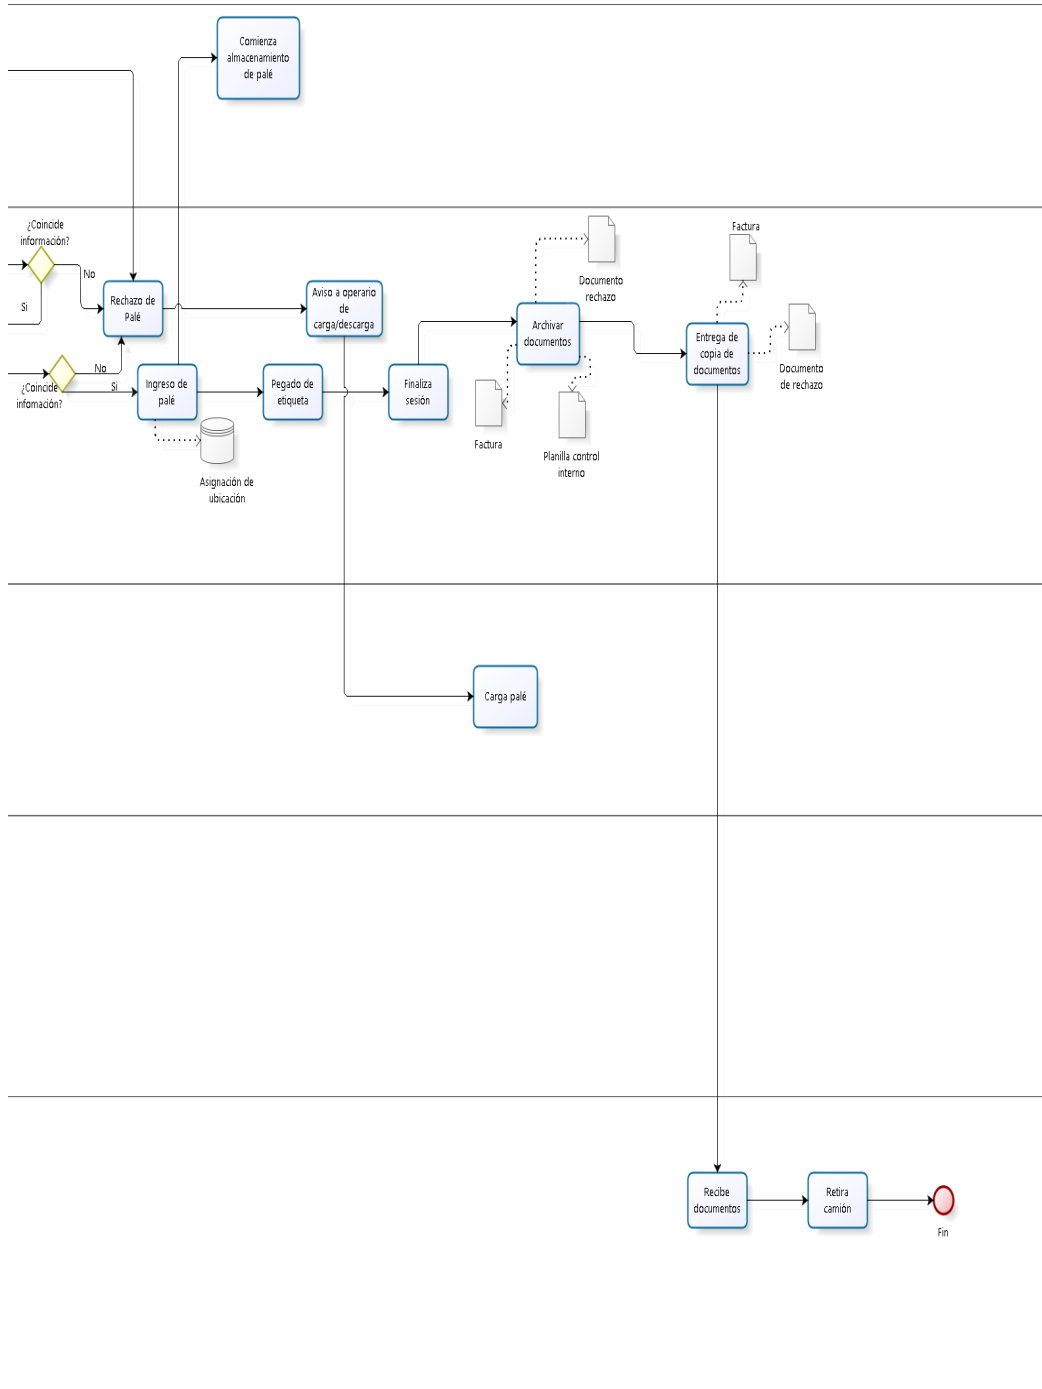 Comienza
almacenamiento
de palé
¿Coincide
información?
No
Si
Rechazo de
Palé
Aviso a operario
de
carga/descarga
Documento
rechazo
Archivar
documentos
Factura
Entrega de
copia de
documentos
Documento
de rechazo
No
Si
¿Coincide
infomación?
Ingreso de
palé
Pegado de
etiqueta
Finaliza
sesión
Factura
Planilla control
interno
Asignación de
ubicación
Carga palé
Recibe
documentos
Retira
camión
Fin